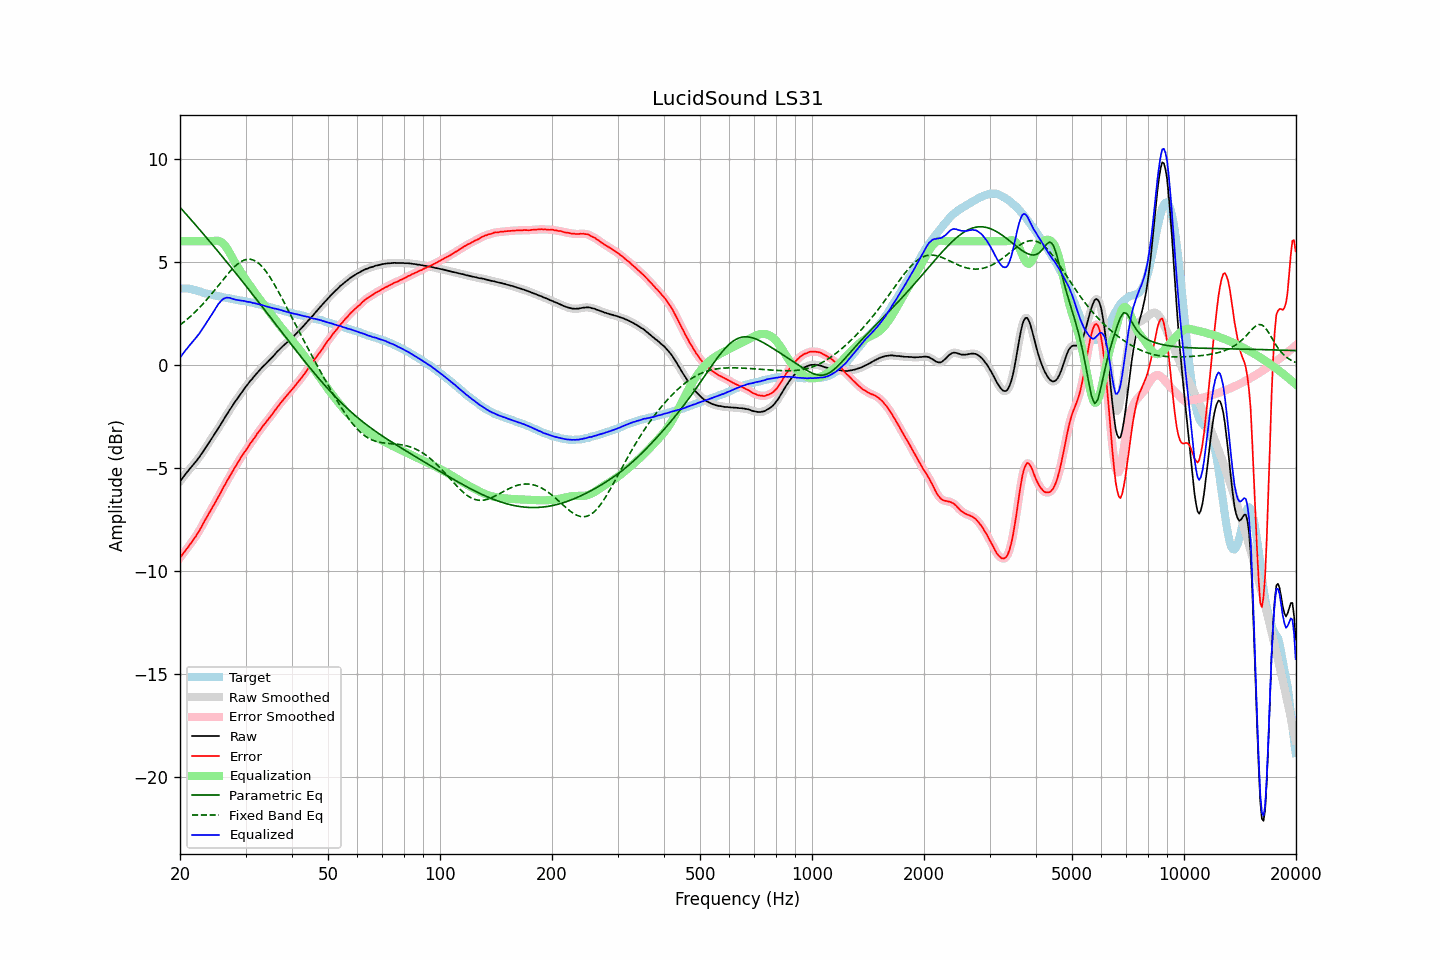 LucidSound LS31
Amplitude (dBr)
10
5
0
−5
−10
−15
−20
Target
Raw Smoothed
Error Smoothed
Raw
Error
Equalization
Parametric Eq
Fixed Band Eq
Equalized
20 50 100 200 500 1000 2000 5000 10000 20000
Frequency (Hz)